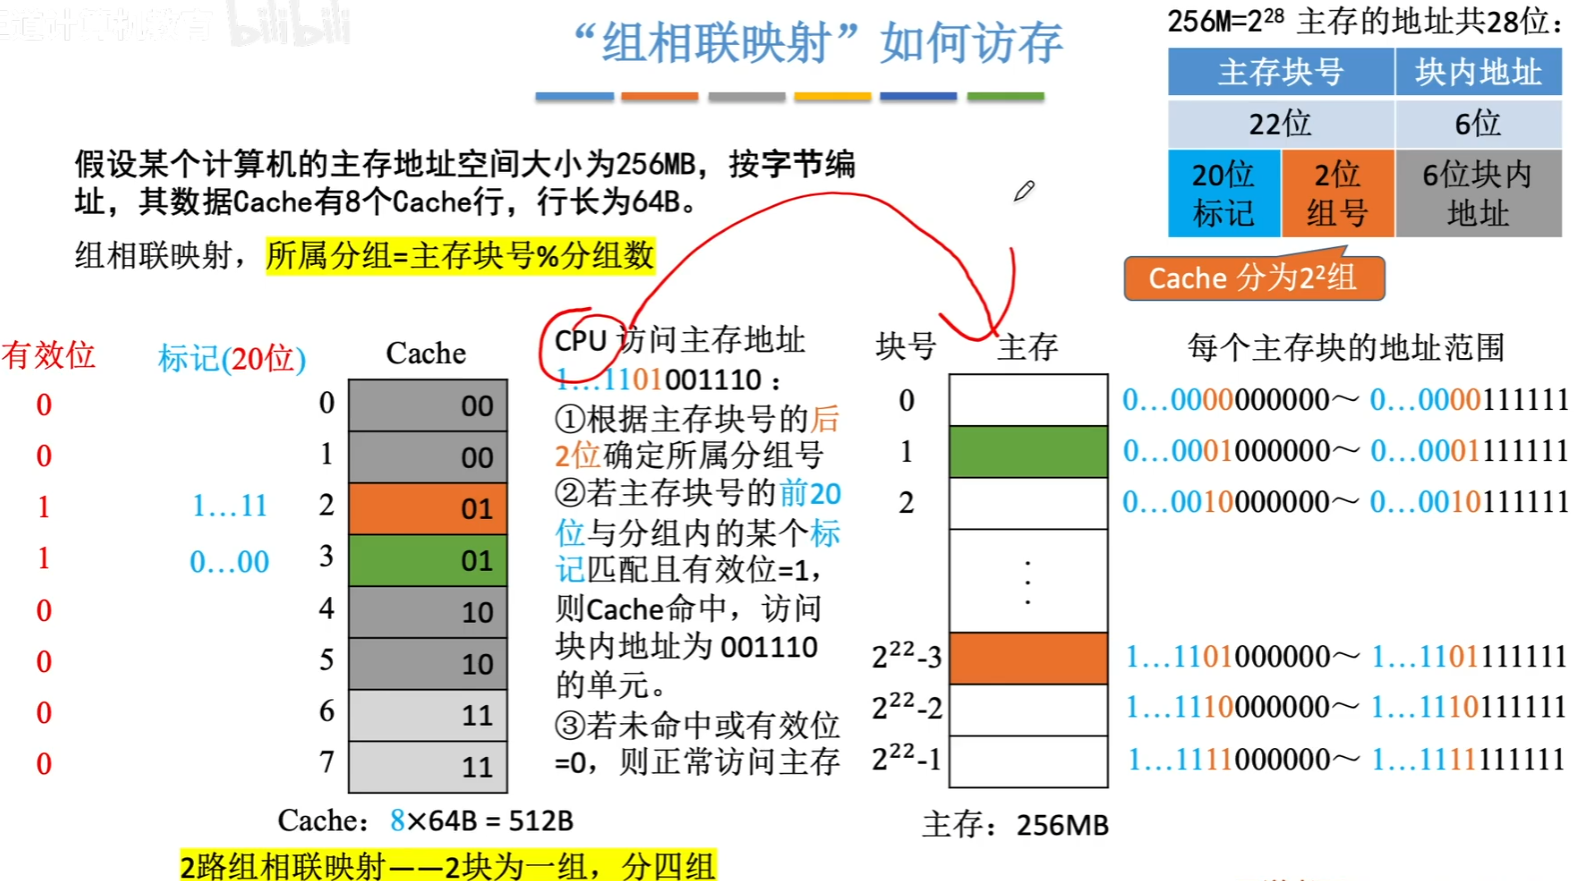 王道计算机教育 bilibili
“组相联映射”如何访存
256M=2²⁸ 主存的地址共28位：
主存块号 块内地址
22位 6位
20位标记 2位组号 6位块内地址
Cache 分为2²组
假设某个计算机的主存地址空间大小为256MB，按字节编
址，其数据Cache有8个Cache行，行长为64B。
组相联映射，所属分组=主存块号%分组数
有效位 标记(20位) Cache
0 0 00
0 1 00
1 1…11 2 01
1 0…00 3 01
0 4 10
0 5 10
0 6 11
0 7 11
Cache：8×64B = 512B
2路组相联映射——2块为一组，分四组
CPU 访问主存地址
1…1101001110：
①根据主存块号的后
2位确定所属分组号
②若主存块号的前20
位与分组内的某个标
记匹配且有效位=1，
则Cache命中，访问
块内地址为 001110
的单元。
③若未命中或有效位
=0，则正常访问主存
块号 主存 每个主存块的地址范围
0 0…0000000000～ 0…0000111111
1 0…0001000000～ 0…0001111111
2 0…0010000000～ 0…0010111111
⋮
2²²-3 1…1101000000～ 1…1101111111
2²²-2 1…1110000000～ 1…1110111111
2²²-1 1…1111000000～ 1…1111111111
主存：256MB